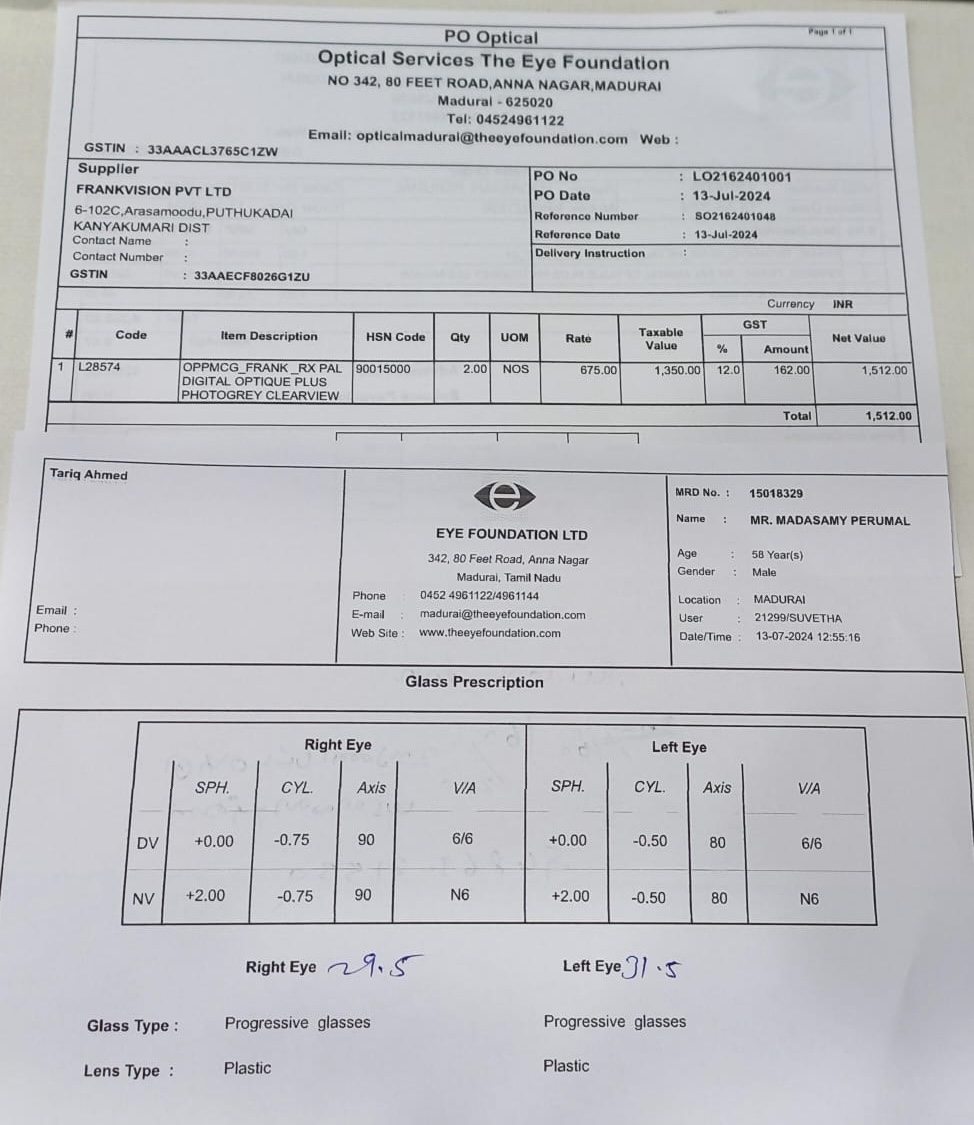 Page 1 of 1
PO Optical
Optical Services The Eye Foundation
NO 342, 80 FEET ROAD,ANNA NAGAR,MADURAI
Madurai - 625020
Tel: 04524961122
Email: opticalmadurai@theeyefoundation.com Web :
GSTIN : 33AAACL3765C1ZW
Supplier
FRANKVISION PVT LTD
6-102C,Arasamoodu,PUTHUKADAI
KANYAKUMARI DIST
Contact Name :
Contact Number :
GSTIN : 33AAECF8026G1ZU
PO No : LO2162401001
PO Date : 13-Jul-2024
Reference Number : SO2162401048
Reference Date : 13-Jul-2024
Delivery Instruction :
Currency INR
# Code Item Description HSN Code Qty UOM Rate Taxable Value GST % Amount Net Value
1 L28574 OPPMCG_FRANK _RX PAL 90015000 2.00 NOS 675.00 1,350.00 12.0 162.00 1,512.00
DIGITAL OPTIQUE PLUS
PHOTOGREY CLEARVIEW
Total 1,512.00
Tariq Ahmed
Email :
Phone :
EYE FOUNDATION LTD
342, 80 Feet Road, Anna Nagar
Madurai, Tamil Nadu
Phone : 0452 4961122/4961144
E-mail : madurai@theeyefoundation.com
Web Site : www.theeyefoundation.com
MRD No. : 15018329
Name : MR. MADASAMY PERUMAL
Age : 58 Year(s)
Gender : Male
Location : MADURAI
User : 21299/SUVETHA
Date/Time : 13-07-2024 12:55:16
Glass Prescription
Right Eye Left Eye
SPH. CYL. Axis V/A SPH. CYL. Axis V/A
DV +0.00 -0.75 90 6/6 +0.00 -0.50 80 6/6
NV +2.00 -0.75 90 N6 +2.00 -0.50 80 N6
Right Eye 29.5 Left Eye 31.5
Glass Type : Progressive glasses Progressive glasses
Lens Type : Plastic Plastic